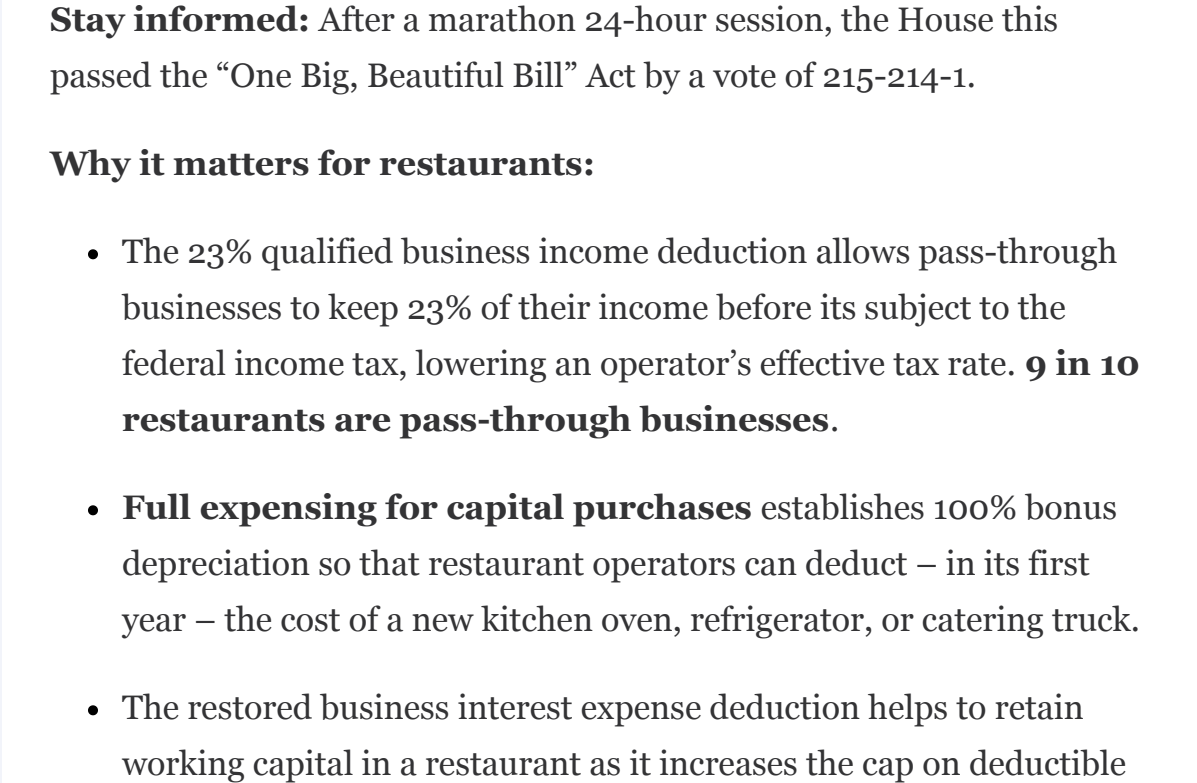 Stay informed: After a marathon 24-hour session, the House this
passed the “One Big, Beautiful Bill” Act by a vote of 215-214-1.
Why it matters for restaurants:
• The 23% qualified business income deduction allows pass-through
businesses to keep 23% of their income before its subject to the
federal income tax, lowering an operator’s effective tax rate. 9 in 10
restaurants are pass-through businesses.
• Full expensing for capital purchases establishes 100% bonus
depreciation so that restaurant operators can deduct – in its first
year – the cost of a new kitchen oven, refrigerator, or catering truck.
• The restored business interest expense deduction helps to retain
working capital in a restaurant as it increases the cap on deductible